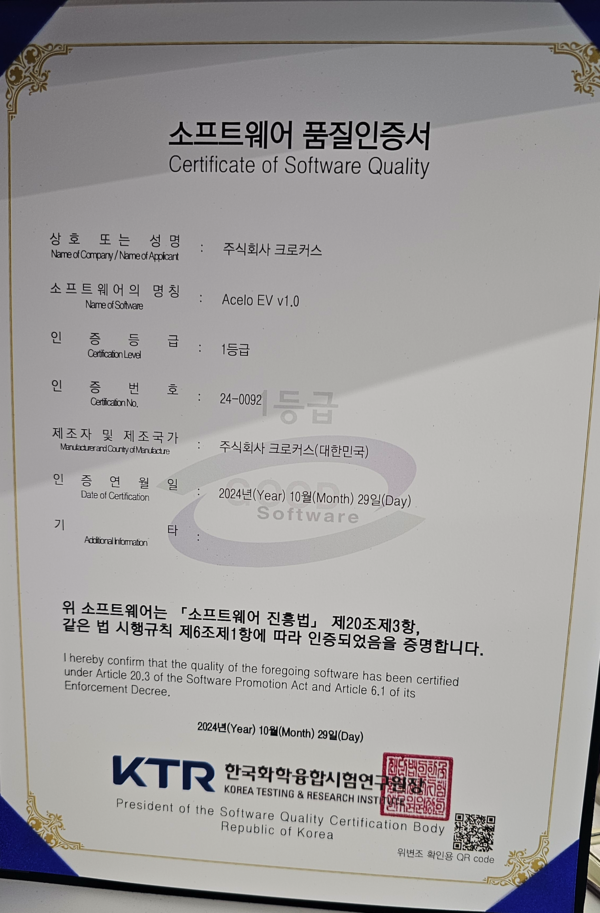 소프트웨어 품질인증서
Certificate of Software Quality
상호 또는 성명 : 주식회사 크로커스
Name of Company / Name of Applicant
소프트웨어의 명칭 : Acelo EV v1.0
Name of Software
인증등급 : 1등급
Certification Level
인증번호 : 24-0092
Certification No.
1등급
제조자 및 제조국가 : 주식회사 크로커스(대한민국)
Manufacturer and Country of Manufacture
인증연월일 : 2024년(Year) 10월(Month) 29일(Day)
Date of Certification
GOOD
Software
기타 :
Additional Information
위 소프트웨어는 「소프트웨어 진흥법」 제20조제3항,
같은 법 시행규칙 제6조제1항에 따라 인증되었음을 증명합니다.
I hereby confirm that the quality of the foregoing software has been certified
under Article 20.3 of the Software Promotion Act and Article 6.1 of its
Enforcement Decree.
2024년(Year) 10월(Month) 29일(Day)
KTR 한국화학융합시험연구원장
KOREA TESTING & RESEARCH INSTITUTE
President of the Software Quality Certification Body
Republic of Korea
위변조 확인용 QR code